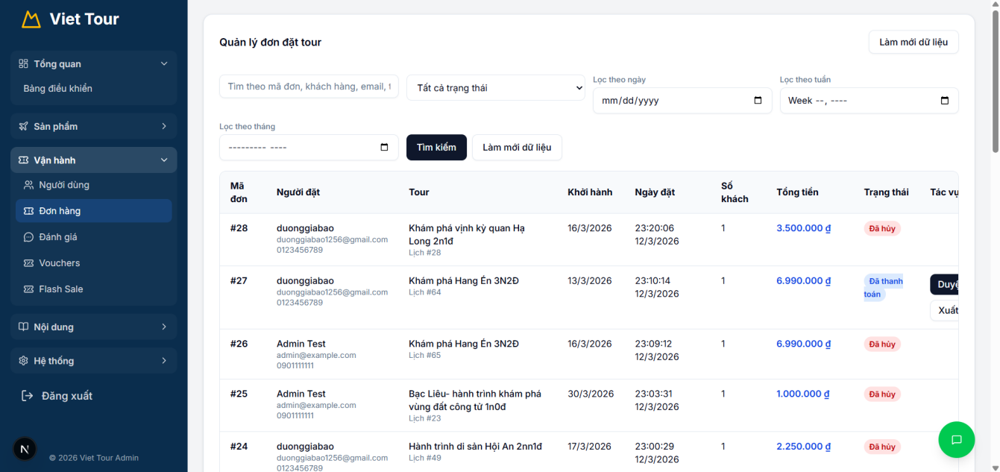 Viet Tour
Tổng quan
Bảng điều khiển
Sản phẩm
Vận hành
Người dùng
Đơn hàng
Đánh giá
Vouchers
Flash Sale
Nội dung
Hệ thống
Đăng xuất
N
© 2026 Viet Tour Admin
Quản lý đơn đặt tour
Làm mới dữ liệu
Tìm theo mã đơn, khách hàng, email, t
Tất cả trạng thái
Lọc theo ngày
mm/dd/yyyy
Lọc theo tuần
Week --, ----
Lọc theo tháng
--------- ----
Tìm kiếm
Làm mới dữ liệu
Mã đơn Người đặt Tour Khởi hành Ngày đặt Số khách Tổng tiền Trạng thái Tác vụ
#28 duonggiabao Khám phá vịnh kỳ quan Hạ 16/3/2026 23:20:06 1 3.500.000 ₫ Đã hủy
duonggiabao1256@gmail.com Long 2n1đ 12/3/2026
0123456789 Lịch #28
#27 duonggiabao Khám phá Hang Én 3N2Đ 13/3/2026 23:10:14 1 6.990.000 ₫ Đã thanh Duyệ
duonggiabao1256@gmail.com Lịch #64 12/3/2026 toán
0123456789 Xuất
#26 Admin Test Khám phá Hang Én 3N2Đ 16/3/2026 23:09:12 1 6.990.000 ₫ Đã hủy
admin@example.com Lịch #65 12/3/2026
0901111111
#25 Admin Test Bạc Liêu- hành trình khám phá 30/3/2026 23:03:31 1 1.000.000 ₫ Đã hủy
admin@example.com vùng đất công tử 1n0đ 12/3/2026
0901111111 Lịch #23
#24 duonggiabao Hành trình di sản Hội An 2nn1đ 17/3/2026 23:00:29 1 2.250.000 ₫ Đã hủy
duonggiabao1256@gmail.com Lịch #49 12/3/2026
0123456789